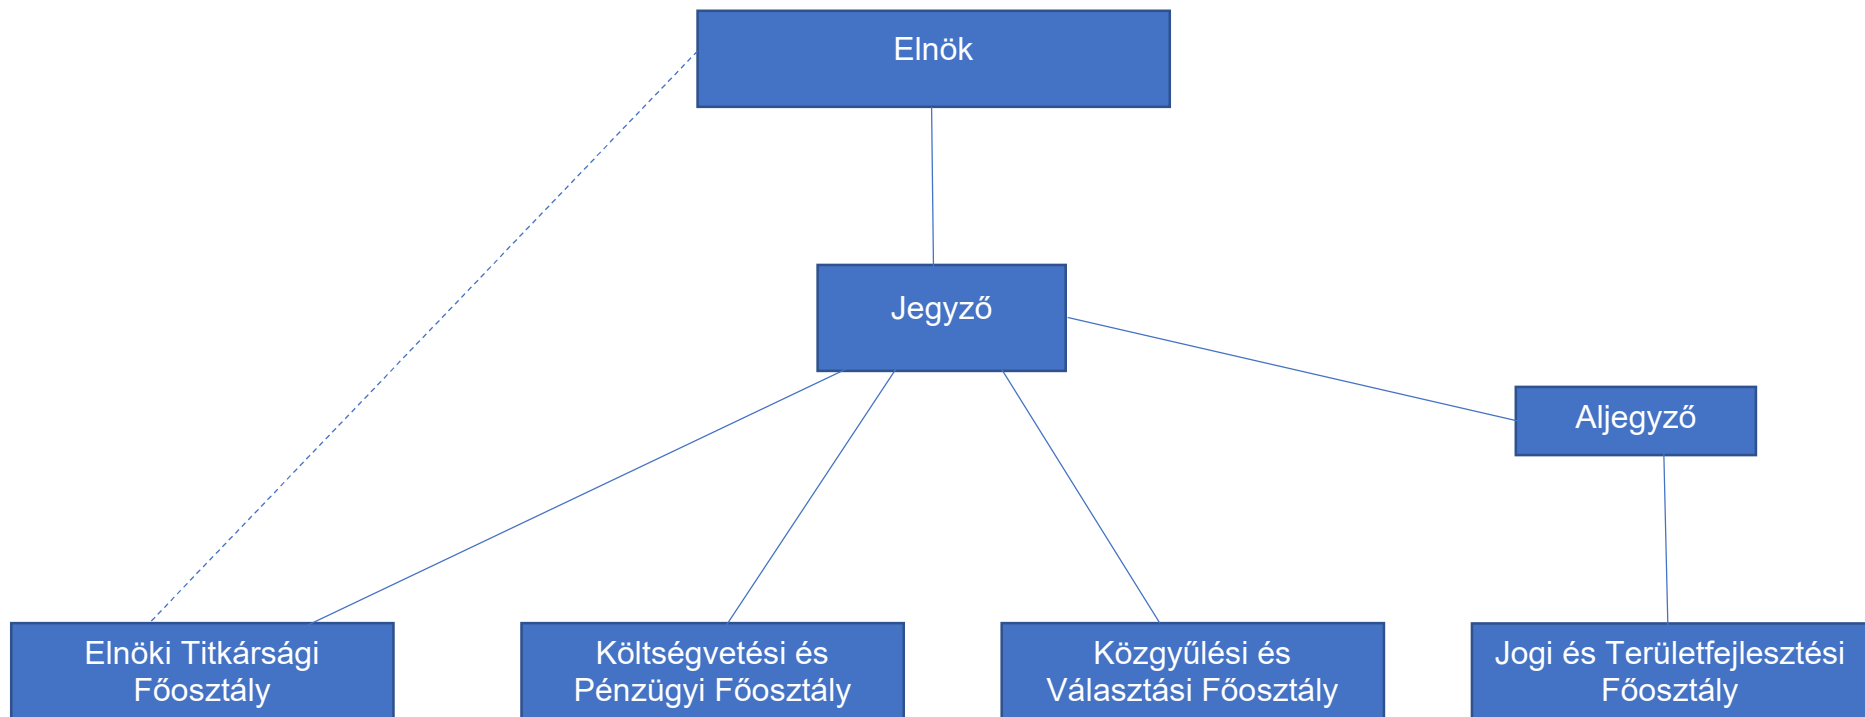 Elnök
Jegyző
Aljegyző
Elnöki Titkársági
Főosztály
Költségvetési és
Pénzügyi Főosztály
Közgyűlési és
Választási Főosztály
Jogi és Területfejlesztési
Főosztály